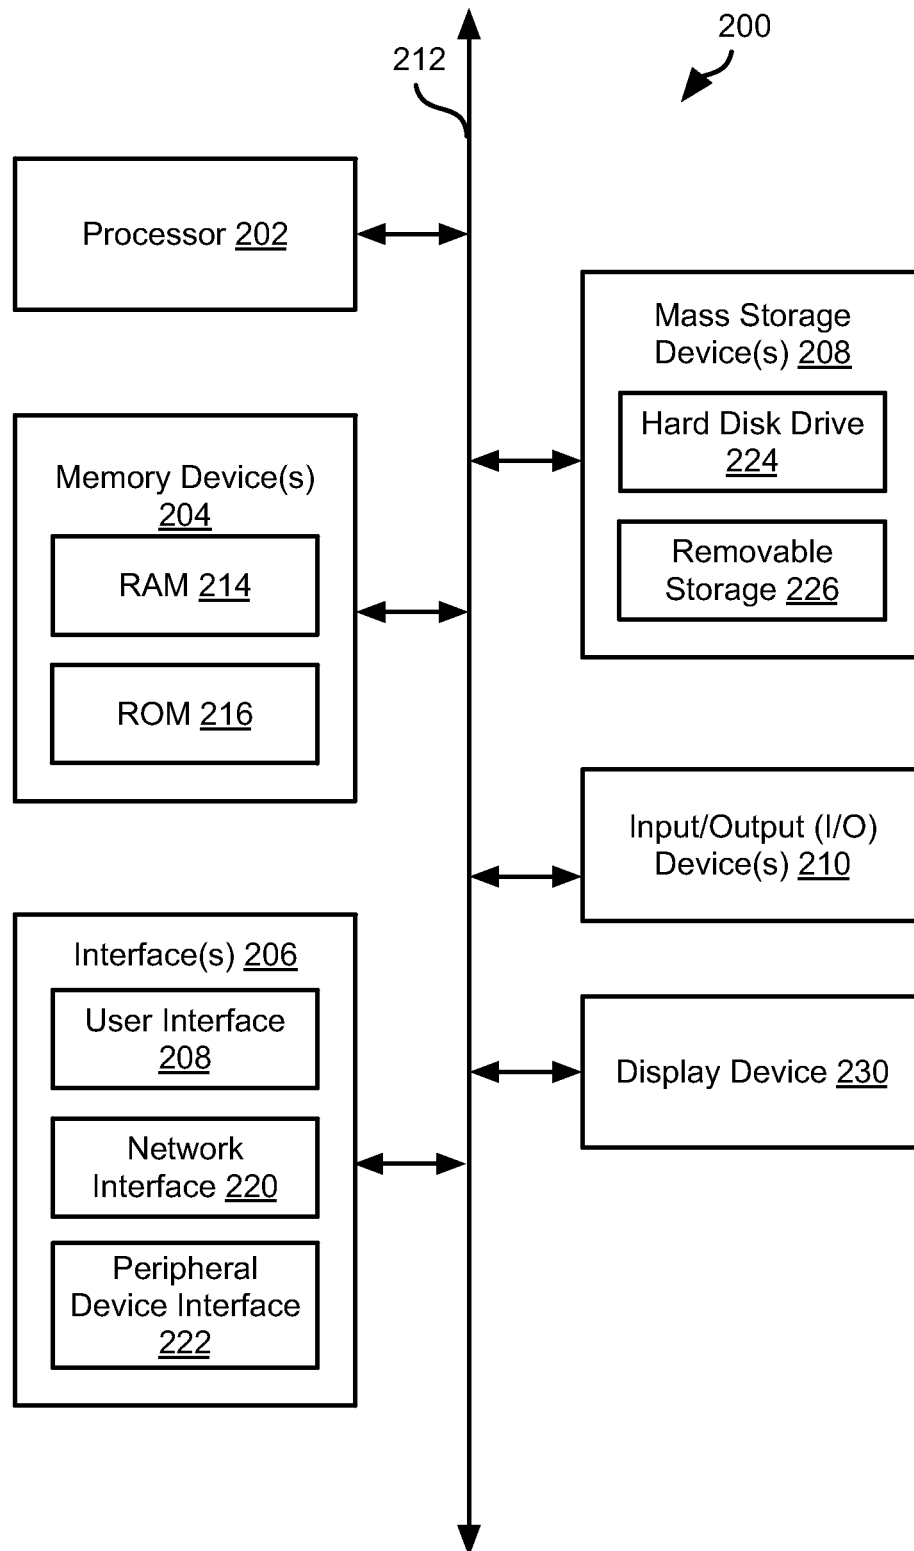 200
212
Processor 202
Mass Storage
Device(s) 208
Hard Disk Drive
224
Removable
Storage 226
Memory Device(s)
204
RAM 214
ROM 216
Input/Output (I/O)
Device(s) 210
Interface(s) 206
User Interface
208
Network
Interface 220
Peripheral
Device Interface
222
Display Device 230